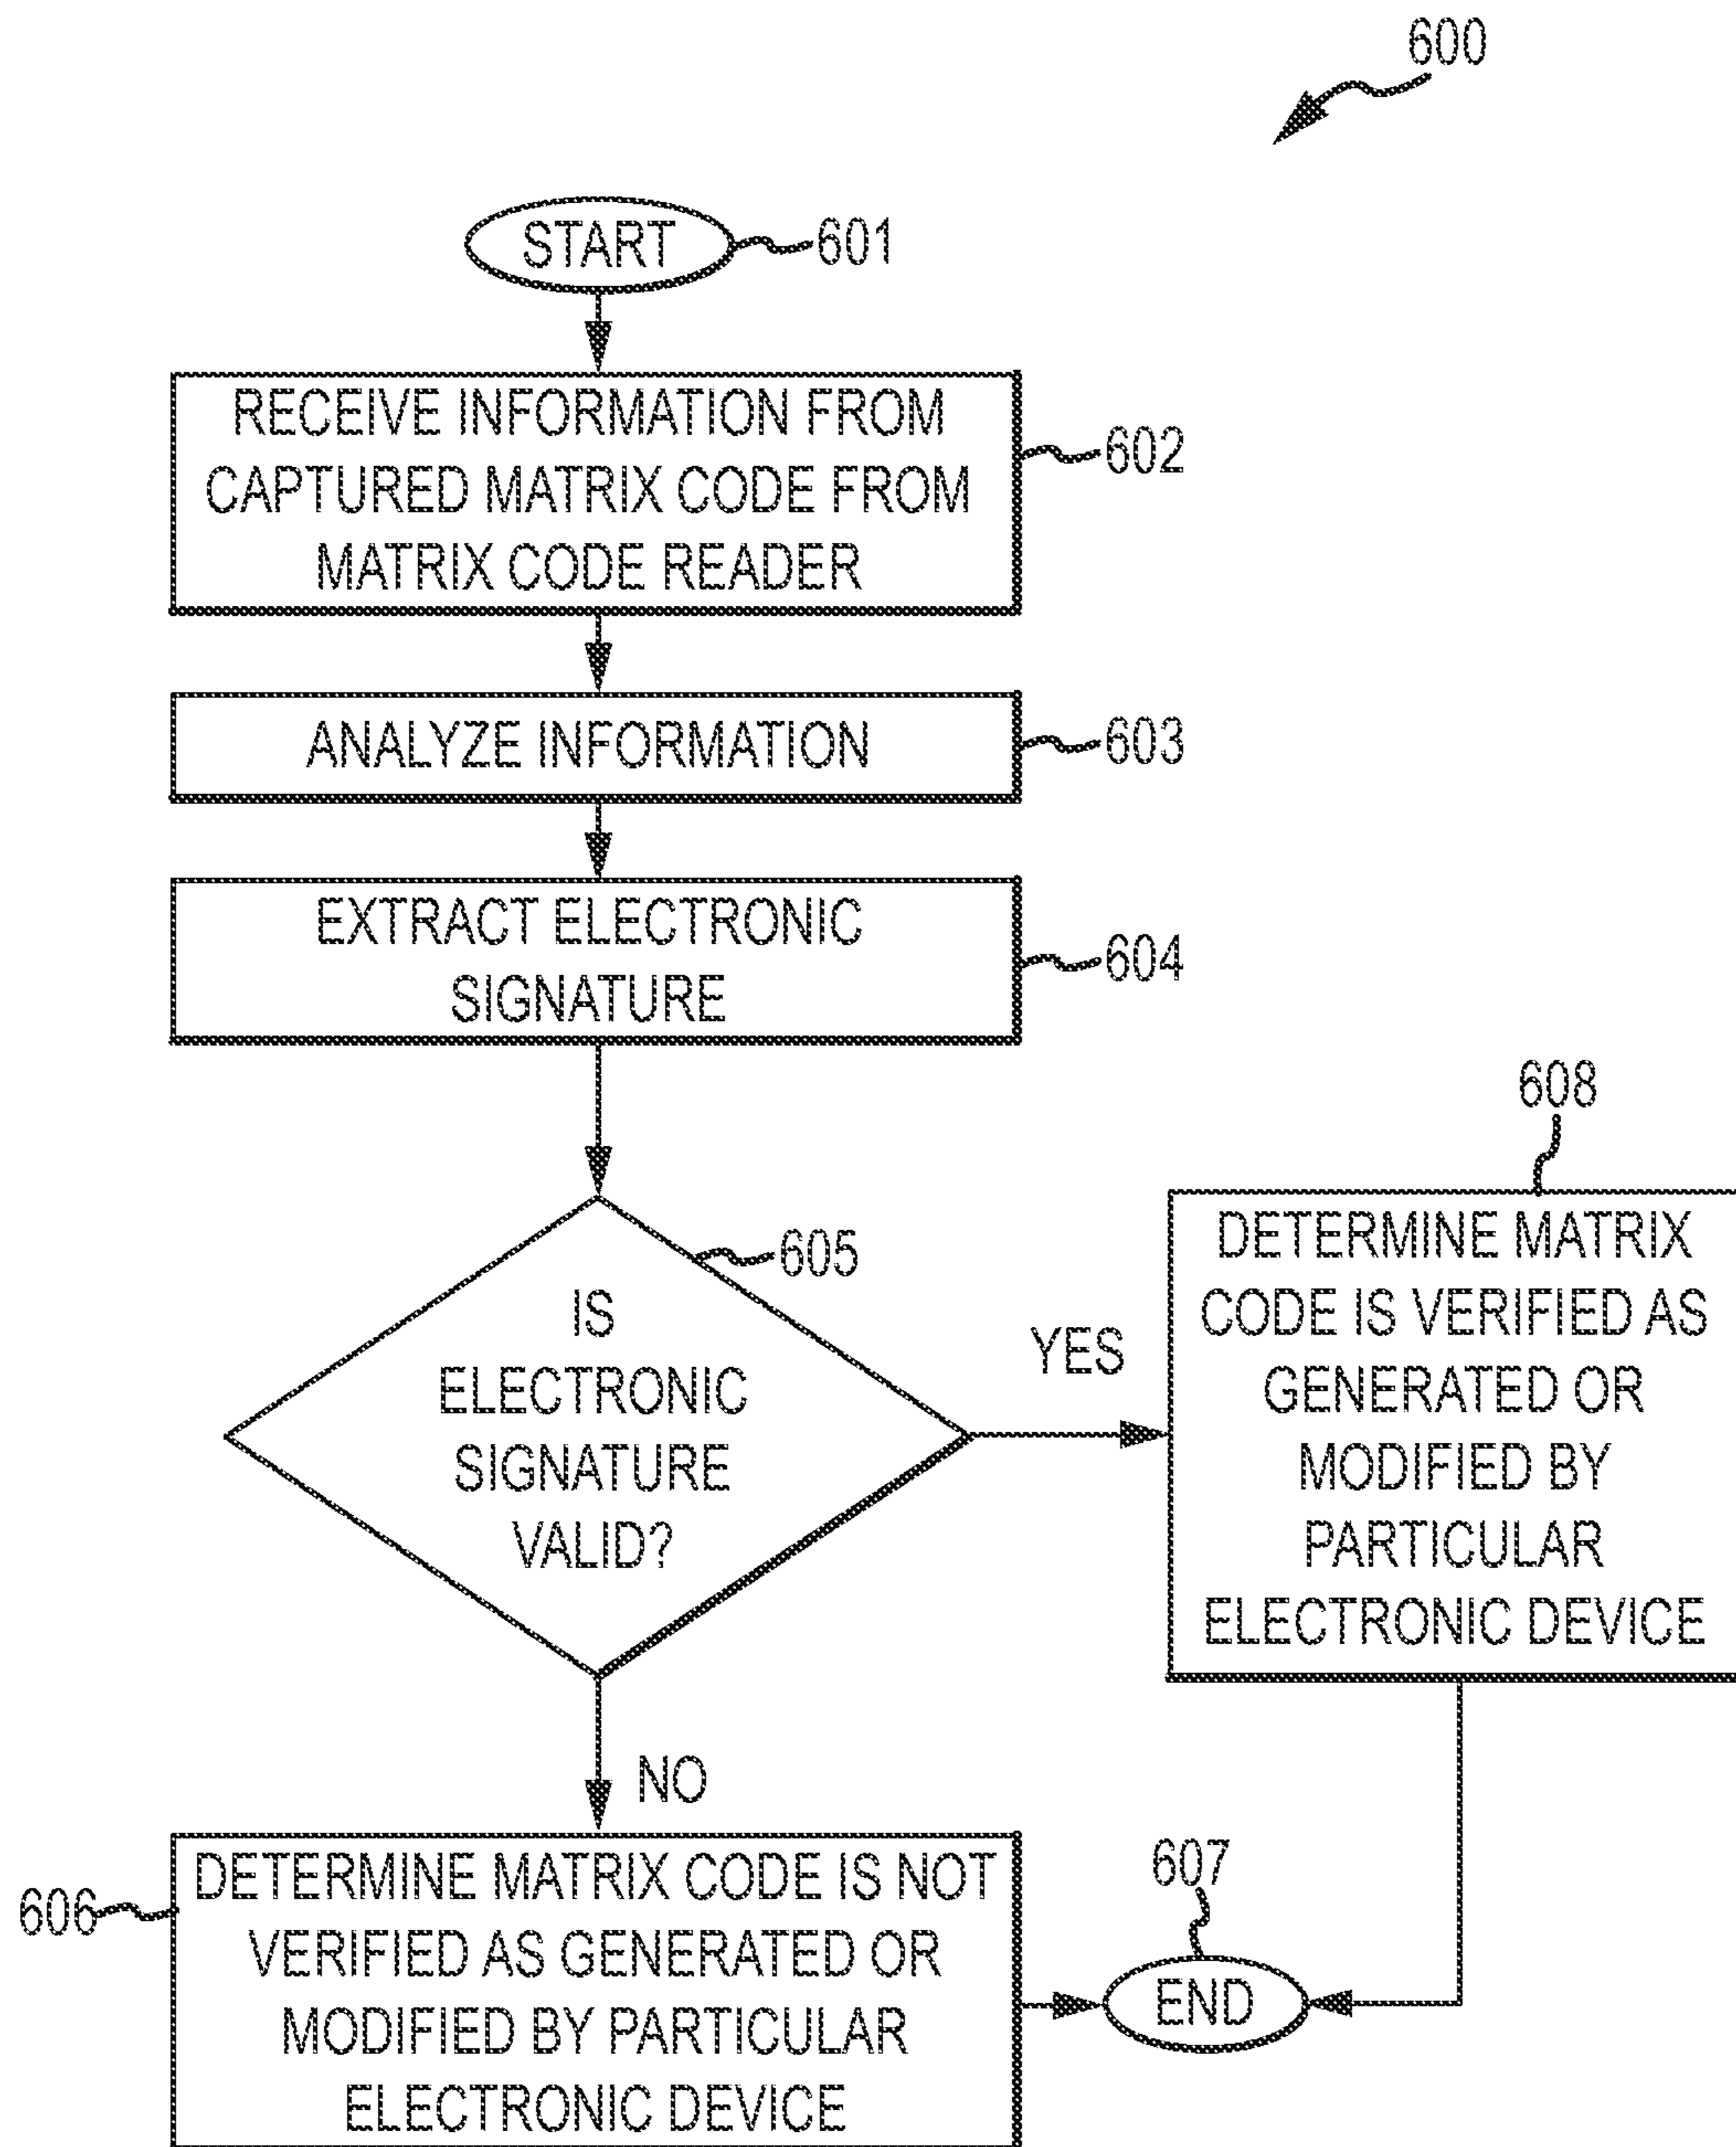 600
START
601
RECEIVE INFORMATION FROM
CAPTURED MATRIX CODE FROM
MATRIX CODE READER
602
ANALYZE INFORMATION
603
EXTRACT ELECTRONIC
SIGNATURE
604
605
IS
ELECTRONIC
SIGNATURE
VALID?
YES
608
DETERMINE MATRIX
CODE IS VERIFIED AS
GENERATED OR
MODIFIED BY
PARTICULAR
ELECTRONIC DEVICE
NO
606
DETERMINE MATRIX CODE IS NOT
VERIFIED AS GENERATED OR
MODIFIED BY PARTICULAR
ELECTRONIC DEVICE
607
END